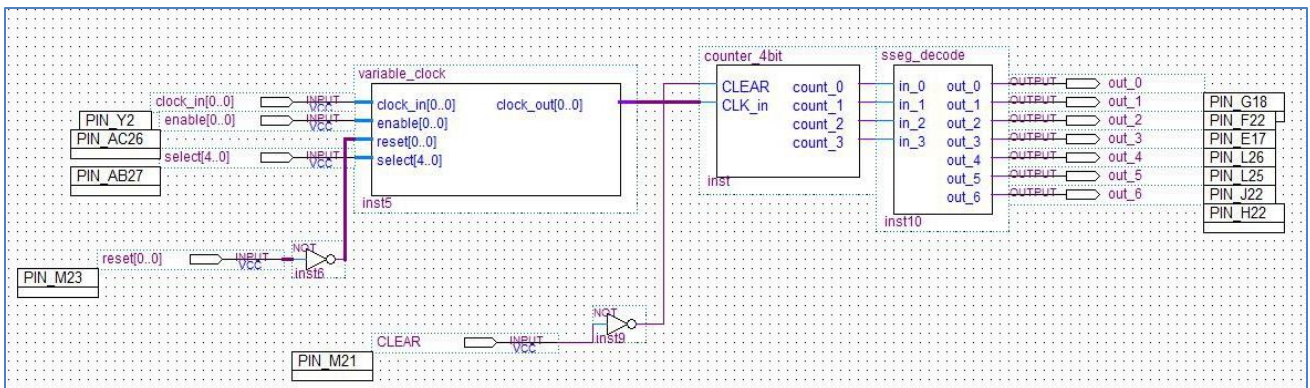 variable_clock
clock_in[0..0]
INPUT
VCC
enable[0..0]
INPUT
VCC
select[4..0]
INPUT
VCC
PIN_Y2
PIN_AC26
PIN_AB27
clock_in[0..0] clock_out[0..0]
enable[0..0]
reset[0..0]
select[4..0]
inst5
reset[0..0]
INPUT
VCC
PIN_M23
NOT
inst6
CLEAR
INPUT
VCC
PIN_M21
NOT
inst9
counter_4bit
CLEAR count_0
CLK_in count_1
count_2
count_3
inst
sseg_decode
in_0 out_0
in_1 out_1
in_2 out_2
in_3 out_3
out_4
out_5
out_6
inst10
OUTPUT out_0
OUTPUT out_1
OUTPUT out_2
OUTPUT out_3
OUTPUT out_4
OUTPUT out_5
OUTPUT out_6
PIN_G18
PIN_F22
PIN_E17
PIN_L26
PIN_L25
PIN_J22
PIN_H22